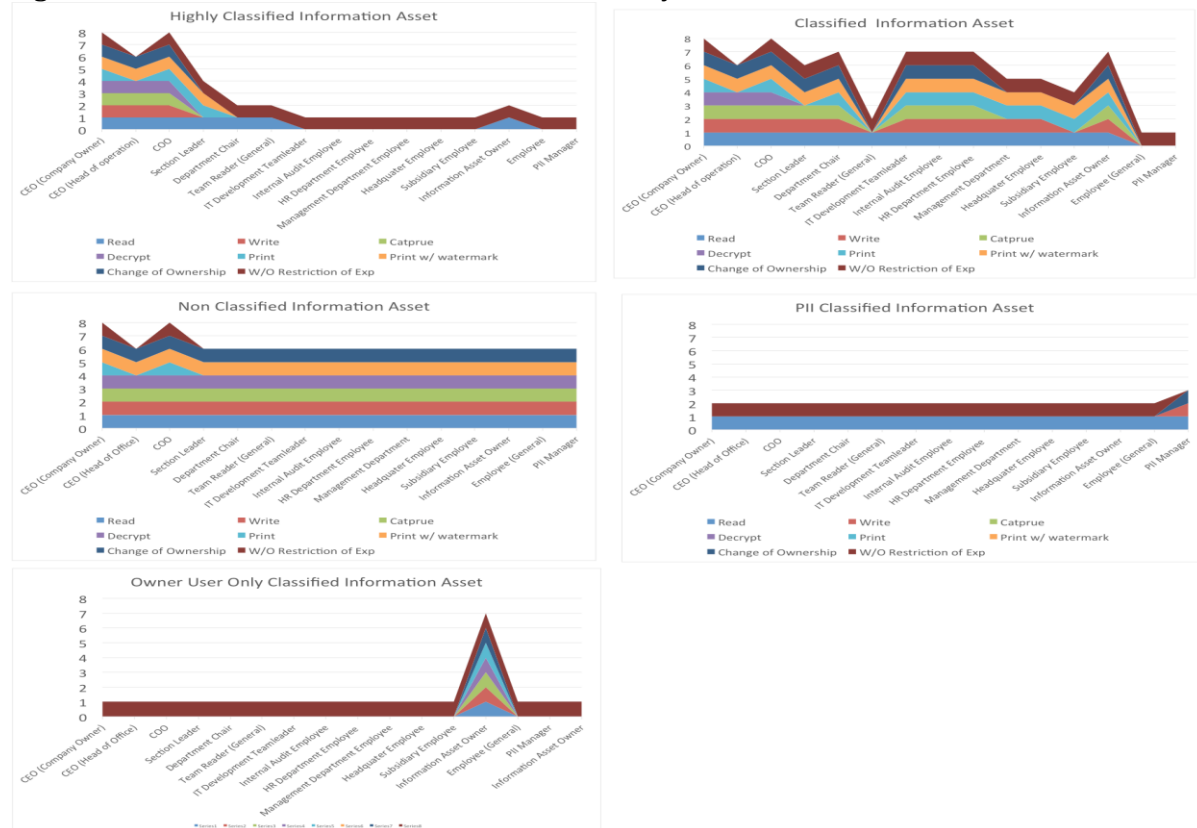 Highly Classified Information Asset
8
7
6
5
4
3
2
1
0
CEO (Company Owner)
CEO (Head of operation)
COO
Section Leader
Department Chair
Team Reader (General)
IT Development Teamleader
Internal Audit Employee
HR Department Employee
Management Department Employee
Headquater Employee
Subsidiary Employee
Information Asset Owner
Employee
PII Manager
Read
Write
Catprue
Decrypt
Print
Print w/ watermark
Change of Ownership
W/O Restriction of Exp
Classified Information Asset
8
7
6
5
4
3
2
1
0
CEO (Company Owner)
CEO (Head of operation)
COO
Section Leader
Department Chair
Team Reader (General)
IT Development Teamleader
Internal Audit Employee
HR Department Employee
Management Department
Headquater Employee
Subsidiary Employee
Information Asset Owner
Employee (General)
PII Manager
Read
Write
Catprue
Decrypt
Print
Print w/ watermark
Change of Ownership
W/O Restriction of Exp
Non Classified Information Asset
8
7
6
5
4
3
2
1
0
CEO (Company Owner)
CEO (Head of Office)
COO
Section Leader
Department Chair
Team Reader (General)
IT Development Teamleader
Internal Audit Employee
HR Department Employee
Management Department
Headquater Employee
Subsidiary Employee
Information Asset Owner
Employee (General)
PII Manager
Read
Write
Catprue
Decrypt
Print
Print w/ watermark
Change of Ownership
W/O Restriction of Exp
PII Classified Information Asset
8
7
6
5
4
3
2
1
0
CEO (Company Owner)
CEO (Head of Office)
COO
Section Leader
Department Chair
Team Reader (General)
IT Development Teamleader
Internal Audit Employee
HR Department Employee
Management Department
Headquater Employee
Subsidiary Employee
Information Asset Owner
Employee (General)
PII Manager
Read
Write
Catprue
Decrypt
Print
Print w/ watermark
Change of Ownership
W/O Restriction of Exp
Owner User Only Classified Information Asset
8
7
6
5
4
3
2
1
0
CEO (Company Owner)
CEO (Head of Office)
COO
Section Leader
Department Chair
Team Reader (General)
IT Development Teamleader
Internal Audit Employee
HR Department Employee
Management Department Employee
Headquater Employee
Subsidiary Employee
Information Asset Owner
Employee (General)
PII Manager
Information Asset Owner
Series1 Series2 Series3 Series4 Series5 Series6 Series7 Series8